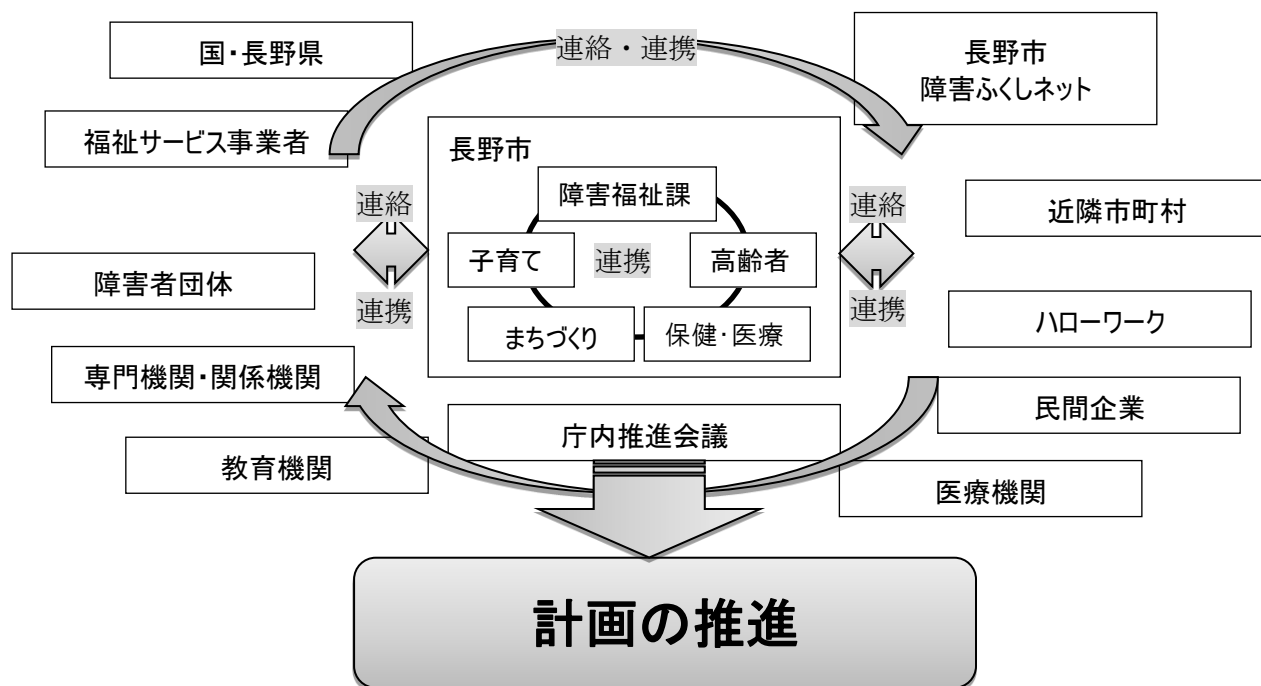 国・長野県
連絡・連携
長野市
障害ふくしネット
福祉サービス事業者
長野市
障害福祉課
連絡
連携
子育て
連携
高齢者
連絡
連携
近隣市町村
障害者団体
まちづくり
保健・医療
ハローワーク
専門機関・関係機関
民間企業
庁内推進会議
教育機関
医療機関
計画の推進